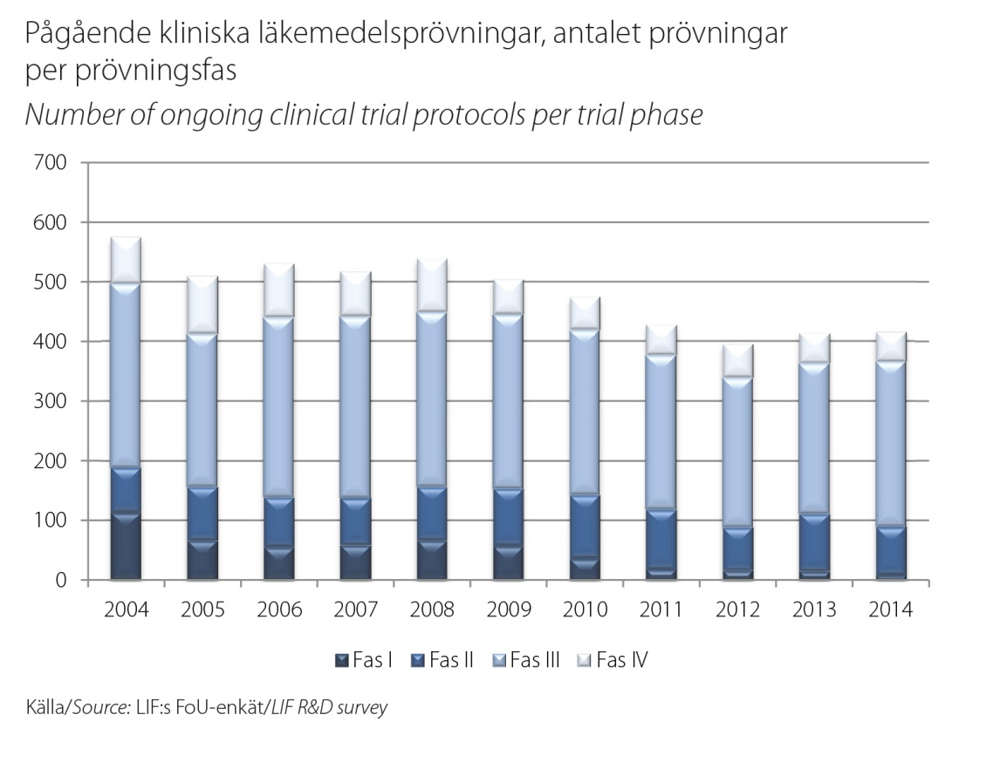 Pågående kliniska läkemedelsprövningar, antalet prövningar
per prövningsfas
Number of ongoing clinical trial protocols per trial phase
700
600
500
400
300
200
100
0
2004 2005 2006 2007 2008 2009 2010 2011 2012 2013 2014
Fas I Fas II Fas III Fas IV
Källa/Source: LIF:s FoU-enkät/LIF R&D survey